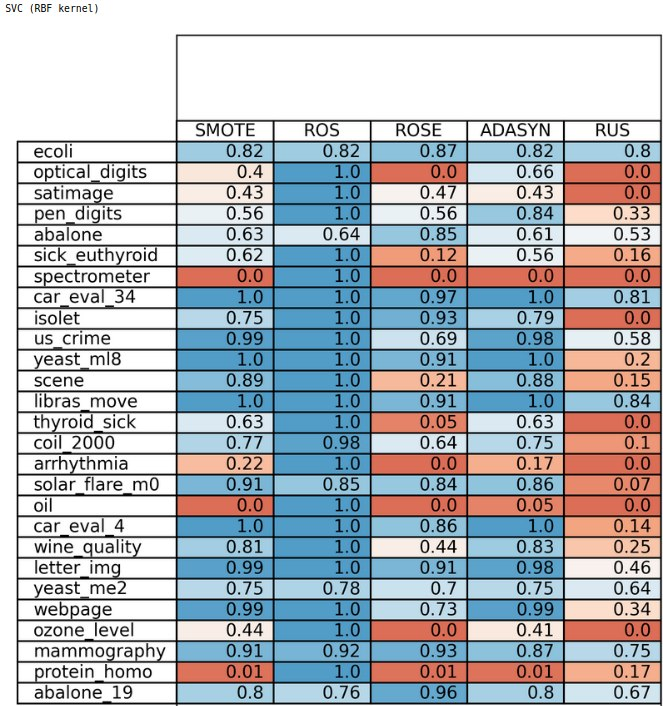 SVC (RBF kernel)
SMOTE ROS ROSE ADASYN RUS
ecoli 0.82 0.82 0.87 0.82 0.8
optical_digits 0.4 1.0 0.0 0.66 0.0
satimage 0.43 1.0 0.47 0.43 0.0
pen_digits 0.56 1.0 0.56 0.84 0.33
abalone 0.63 0.64 0.85 0.61 0.53
sick_euthyroid 0.62 1.0 0.12 0.56 0.16
spectrometer 0.0 1.0 0.0 0.0 0.0
car_eval_34 1.0 1.0 0.97 1.0 0.81
isolet 0.75 1.0 0.93 0.79 0.0
us_crime 0.99 1.0 0.69 0.98 0.58
yeast_ml8 1.0 1.0 0.91 1.0 0.2
scene 0.89 1.0 0.21 0.88 0.15
libras_move 1.0 1.0 0.91 1.0 0.84
thyroid_sick 0.63 1.0 0.05 0.63 0.0
coil_2000 0.77 0.98 0.64 0.75 0.1
arrhythmia 0.22 1.0 0.0 0.17 0.0
solar_flare_m0 0.91 0.85 0.84 0.86 0.07
oil 0.0 1.0 0.0 0.05 0.0
car_eval_4 1.0 1.0 0.86 1.0 0.14
wine_quality 0.81 1.0 0.44 0.83 0.25
letter_img 0.99 1.0 0.91 0.98 0.46
yeast_me2 0.75 0.78 0.7 0.75 0.64
webpage 0.99 1.0 0.73 0.99 0.34
ozone_level 0.44 1.0 0.0 0.41 0.0
mammography 0.91 0.92 0.93 0.87 0.75
protein_homo 0.01 1.0 0.01 0.01 0.17
abalone_19 0.8 0.76 0.96 0.8 0.67